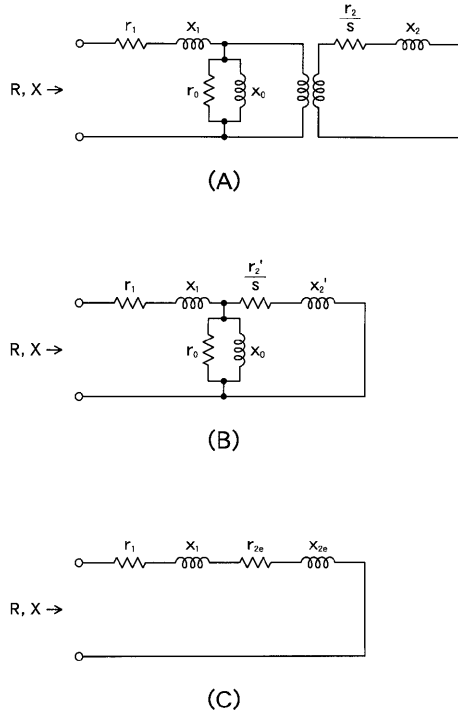 r₂
s
r₁ x₁ x₂
r₀ x₀
R, X →
(A)
r₂'
s
r₁ x₁ x₂'
r₀ x₀
R, X →
(B)
r₁ x₁ r₂ₑ x₂ₑ
R, X →
(C)